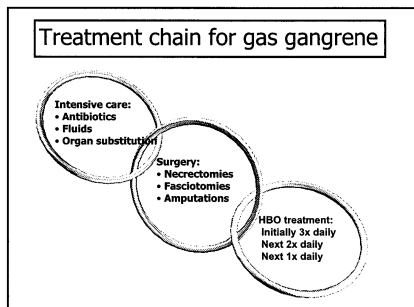 Treatment chain for gas gangrene
Intensive care:
• Antibiotics
• Fluids
• Organ substitution
Surgery:
• Necrectomies
• Fasciotomies
• Amputations
HBO treatment:
Initially 3x daily
Next 2x daily
Next 1x daily